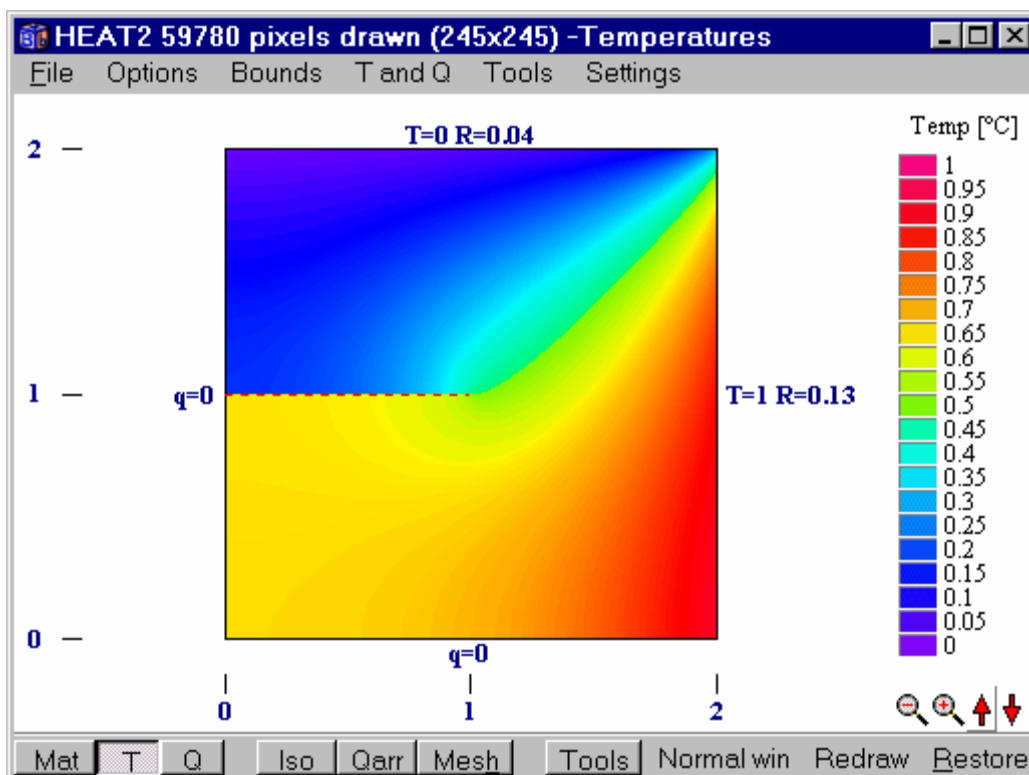 HEAT2 59780 pixels drawn (245x245) -Temperatures
File Options Bounds T and Q Tools Settings
T=0 R=0.04
Temp [°C]
2
1
0.95
0.9
0.85
0.8
0.75
0.7
0.65
0.6
0.55
0.5
0.45
0.4
0.35
0.3
0.25
0.2
0.15
0.1
0.05
0
1
q=0
T=1 R=0.13
0
q=0
0 1 2
Mat T Q Iso Qarr Mesh Tools Normal win Redraw Restore